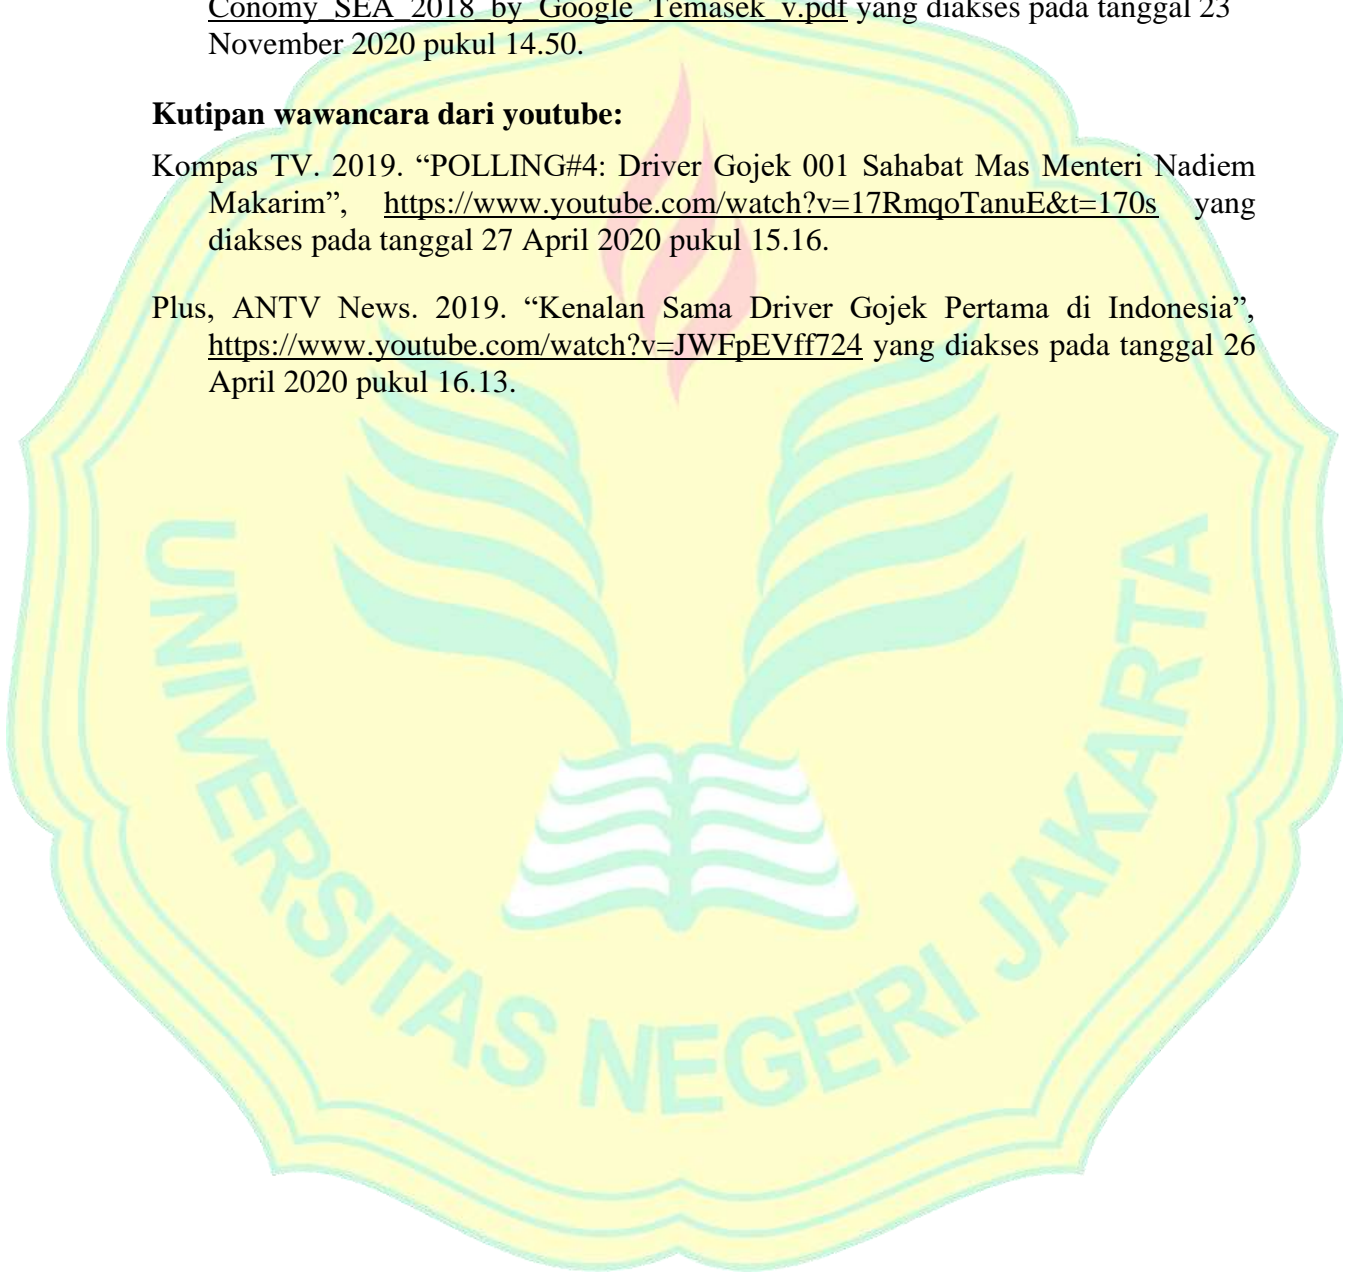 Conomy_SEA_2018_by_Google_Temasek_v.pdf yang diakses pada tanggal 23
November 2020 pukul 14.50.
Kutipan wawancara dari youtube:
Kompas TV. 2019. “POLLING#4: Driver Gojek 001 Sahabat Mas Menteri Nadiem
Makarim”, https://www.youtube.com/watch?v=17RmqoTanuE&t=170s yang
diakses pada tanggal 27 April 2020 pukul 15.16.
Plus, ANTV News. 2019. “Kenalan Sama Driver Gojek Pertama di Indonesia”,
https://www.youtube.com/watch?v=JWFpEVff724 yang diakses pada tanggal 26
April 2020 pukul 16.13.
UNIVERSITAS NEGERI JAKARTA